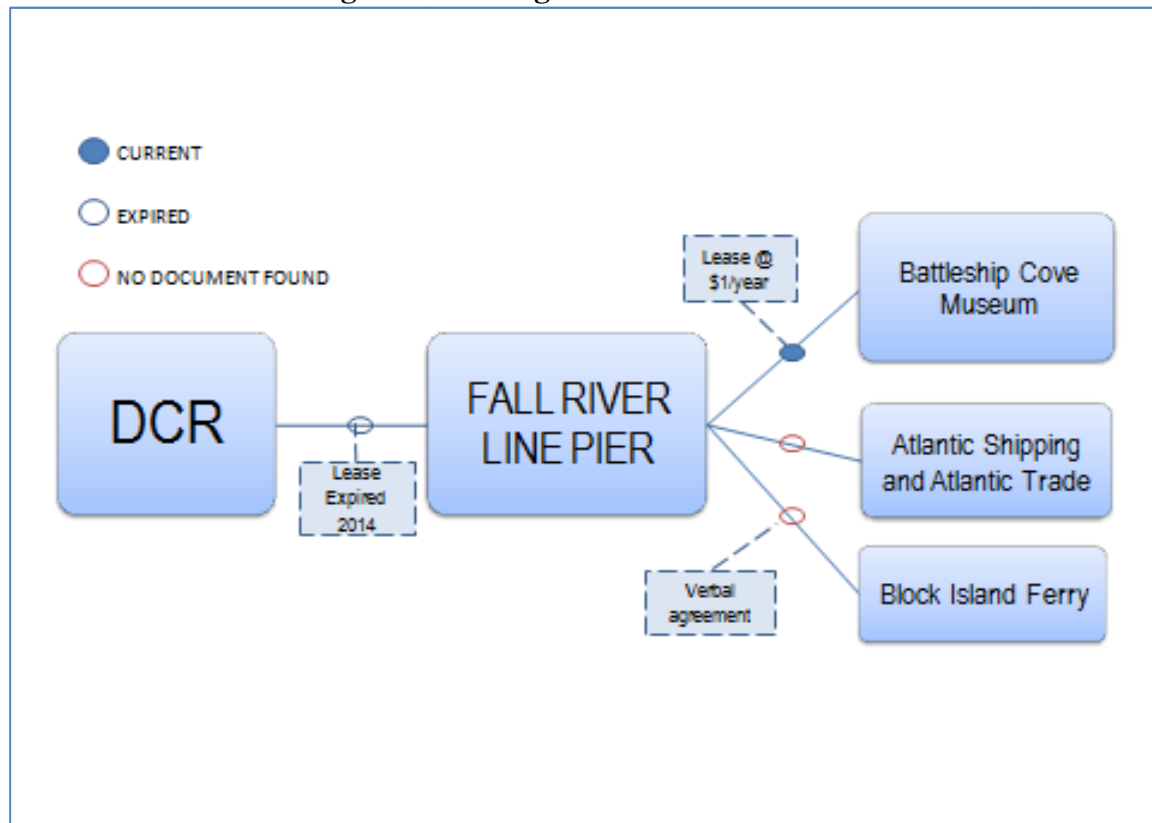 CURRENT
EXPIRED
NO DOCUMENT FOUND
DCR
Lease
Expired
2014
FALL RIVER
LINE PIER
Lease @
$1/year
Battleship Cove
Museum
Atlantic Shipping
and Atlantic Trade
Verbal
agreement
Block Island Ferry